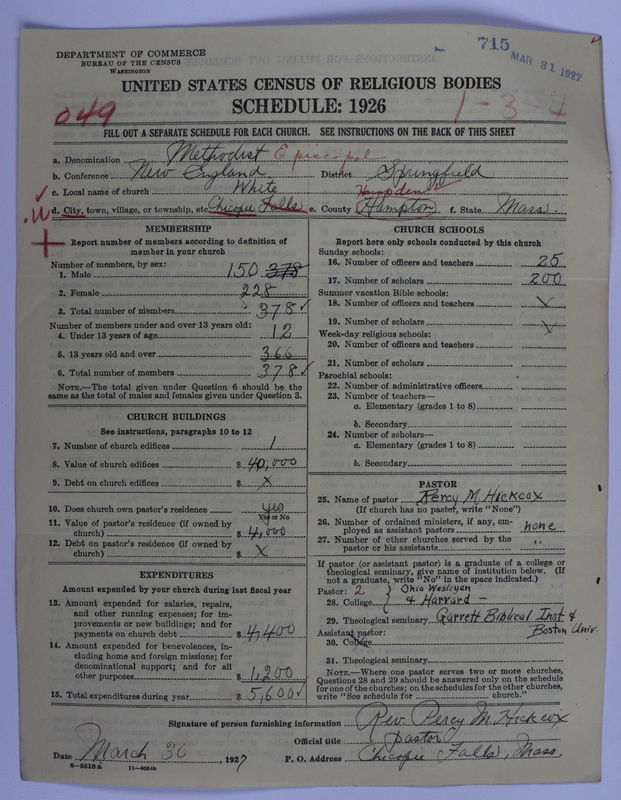 DEPARTMENT OF COMMERCE
BUREAU OF THE CENSUS
WASHINGTON
715
MAR 31 1927
UNITED STATES CENSUS OF RELIGIOUS BODIES
SCHEDULE: 1926
049
1-3-4
FILL OUT A SEPARATE SCHEDULE FOR EACH CHURCH. SEE INSTRUCTIONS ON THE BACK OF THIS SHEET
a. Denomination Methodist Episcopal
b. Conference New England District Springfield
c. Local name of church White
Hampden
d. City, town, village, or township, etc. Chicopee Falls e. County Hampton f. State Mass.
MEMBERSHIP
Report number of members according to definition of
member in your church
Number of members, by sex:
1. Male 150 378
2. Female 228
3. Total number of members 378
Number of members under and over 13 years old:
4. Under 13 years of age 12
5. 13 years old and over 366
6. Total number of members 378
NOTE.—The total given under Question 6 should be the
same as the total of males and females given under Question 3.
CHURCH BUILDINGS
See instructions, paragraphs 10 to 12
7. Number of church edifices 1
8. Value of church edifices $ 40,000
9. Debt on church edifices $ X
10. Does church own pastor's residence yes
Yes or No
11. Value of pastor's residence (if owned by
church) $ 4,000
12. Debt on pastor's residence (if owned by
church) $ X
EXPENDITURES
Amount expended by your church during last fiscal year
13. Amount expended for salaries, repairs,
and other running expenses; for im-
provements or new buildings; and for
payments on church debt $ 4,400
14. Amount expended for benevolences, in-
cluding home and foreign missions; for
denominational support; and for all
other purposes $ 1,200
15. Total expenditures during year $ 5,600
CHURCH SCHOOLS
Report here only schools conducted by this church
Sunday schools:
16. Number of officers and teachers 25
17. Number of scholars 200
Summer vacation Bible schools:
18. Number of officers and teachers X
19. Number of scholars X
Week-day religious schools:
20. Number of officers and teachers
21. Number of scholars
Parochial schools:
22. Number of administrative officers
23. Number of teachers—
a. Elementary (grades 1 to 8)
b. Secondary
24. Number of scholars—
a. Elementary (grades 1 to 8)
b. Secondary
PASTOR
25. Name of pastor Percy M. Hickcox
(If church has no pastor, write "None")
26. Number of ordained ministers, if any, em-
ployed as assistant pastors none
27. Number of other churches served by the
pastor or his assistants "
If pastor (or assistant pastor) is a graduate of a college or
theological seminary, give name of institution below. (If
not a graduate, write "No" in the space indicated.)
Pastor: 2 Ohio Wesleyan
28. College & Harvard —
29. Theological seminary Garrett Biblical Inst &
Boston Univ.
Assistant pastor:
30. College
31. Theological seminary
NOTE.—Where one pastor serves two or more churches,
Questions 28 and 29 should be answered only on the schedule
for one of the churches; on the schedules for the other churches,
write "See schedule for church."
Signature of person furnishing information Rev. Percy M. Hickcox
Official title pastor
Date March 30, 1927 P. O. Address Chicopee Falls, Mass.